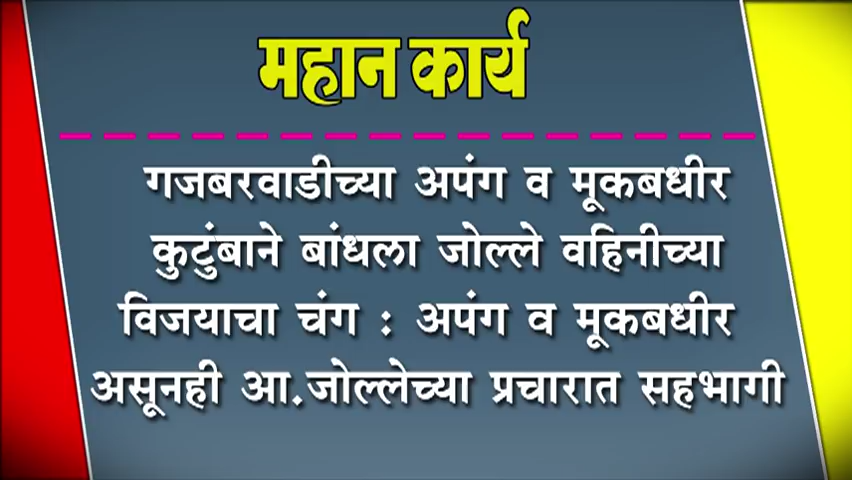 महान कार्य
गजबरवाडीच्या अपंग व मूकबधीर
कुटुंबाने बांधला जोल्ले वहिनीच्या
विजयाचा चंग : अपंग व मूकबधीर
असूनही आ.जोल्लेच्या प्रचारात सहभागी